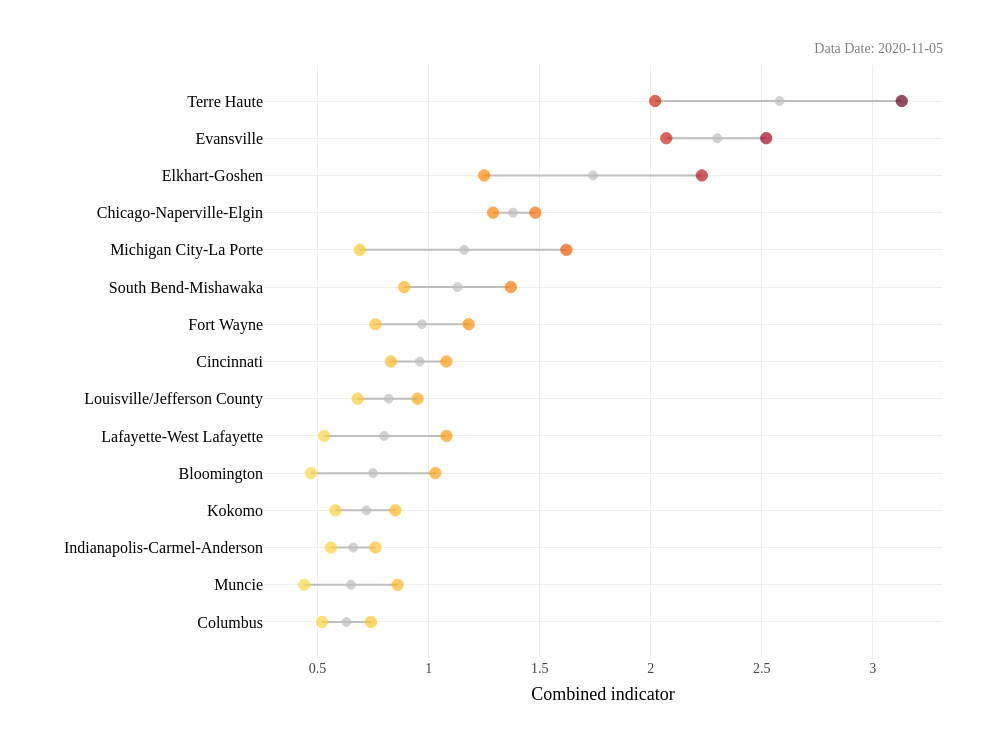 Data Date: 2020-11-05
Terre Haute
Evansville
Elkhart-Goshen
Chicago-Naperville-Elgin
Michigan City-La Porte
South Bend-Mishawaka
Fort Wayne
Cincinnati
Louisville/Jefferson County
Lafayette-West Lafayette
Bloomington
Kokomo
Indianapolis-Carmel-Anderson
Muncie
Columbus
0.5 1 1.5 2 2.5 3
Combined indicator